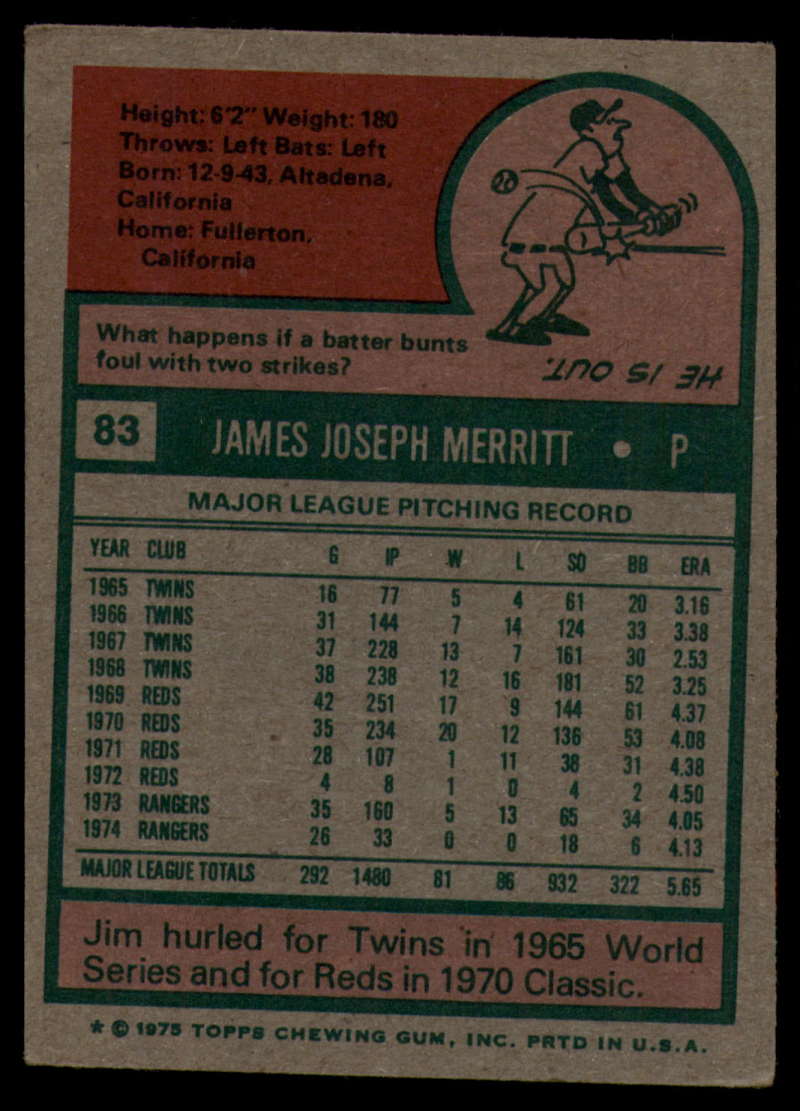 Height: 6'2" Weight: 180
Throws: Left Bats: Left
Born: 12-9-43, Altadena,
California
Home: Fullerton,
California
What happens if a batter bunts
foul with two strikes?
HE IS OUT.
83 JAMES JOSEPH MERRITT • P
MAJOR LEAGUE PITCHING RECORD
YEAR CLUB G IP W L SO BB ERA
1965 TWINS 16 77 5 4 61 20 3.16
1966 TWINS 31 144 7 14 124 33 3.38
1967 TWINS 37 228 13 7 161 30 2.53
1968 TWINS 38 238 12 16 181 52 3.25
1969 REDS 42 251 17 9 144 61 4.37
1970 REDS 35 234 20 12 136 53 4.08
1971 REDS 28 107 1 11 38 31 4.38
1972 REDS 4 8 1 0 4 2 4.50
1973 RANGERS 35 160 5 13 65 34 4.05
1974 RANGERS 26 33 0 0 18 6 4.13
MAJOR LEAGUE TOTALS 292 1480 81 86 932 322 5.65
Jim hurled for Twins in 1965 World
Series and for Reds in 1970 Classic.
* © 1975 TOPPS CHEWING GUM, INC. PRTD IN U.S.A.